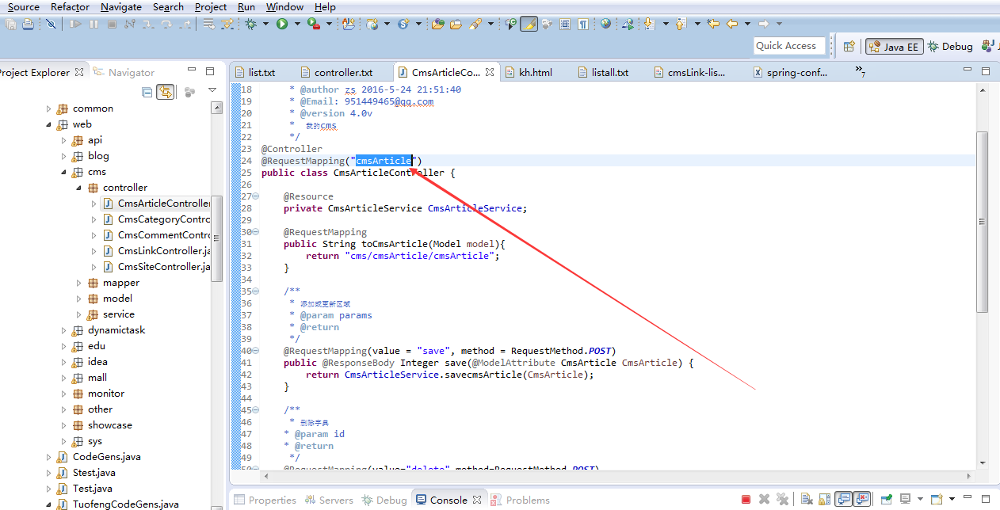 Source Refactor Navigate Search Project Run Window Help
Quick Access Java EE Debug
Project Explorer Navigator
list.txt controller.txt CmsArticleCo... kh.html listall.txt cmsLink-lis... spring-conf... »7
common
web
api
blog
cms
controller
CmsArticleController
CmsCategoryContro
CmsCommentContro
CmsLinkController.ja
CmsSiteController.ja
mapper
model
service
dynamictask
edu
idea
mall
monitor
other
showcase
sys
CodeGens.java
Stest.java
Test.java
TuofengCodeGens.java
18 * @author zs 2016-5-24 21:51:40
19 * @Email: 951449465@qq.com
20 * @version 4.0v
21 * 我的cms
22 */
23 @Controller
24 @RequestMapping("cmsArticle")
25 public class CmsArticleController {
26
27 @Resource
28 private CmsArticleService CmsArticleService;
29
30 @RequestMapping
31 public String toCmsArticle(Model model){
32 return "cms/cmsArticle/cmsArticle";
33 }
34
35 /**
36 * 添加或更新区域
37 * @param params
38 * @return
39 */
40 @RequestMapping(value = "save", method = RequestMethod.POST)
41 public @ResponseBody Integer save(@ModelAttribute CmsArticle CmsArticle) {
42 return CmsArticleService.savecmsArticle(CmsArticle);
43 }
44
45 /**
46 * 删除字典
47 * @param id
48 * @return
49 */
50 @RequestMapping(value="delete",method=RequestMethod.POST)
Properties Servers Debug Console Problems